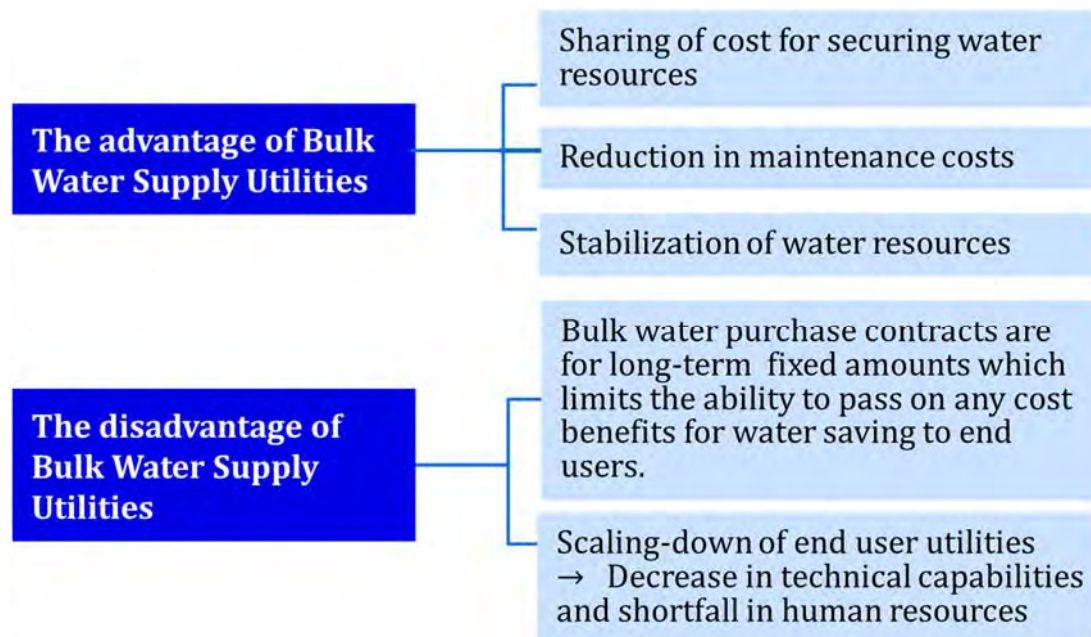 The advantage of Bulk
Water Supply Utilities
Sharing of cost for securing water
resources
Reduction in maintenance costs
Stabilization of water resources
The disadvantage of
Bulk Water Supply
Utilities
Bulk water purchase contracts are
for long-term fixed amounts which
limits the ability to pass on any cost
benefits for water saving to end
users.
Scaling-down of end user utilities
→ Decrease in technical capabilities
and shortfall in human resources